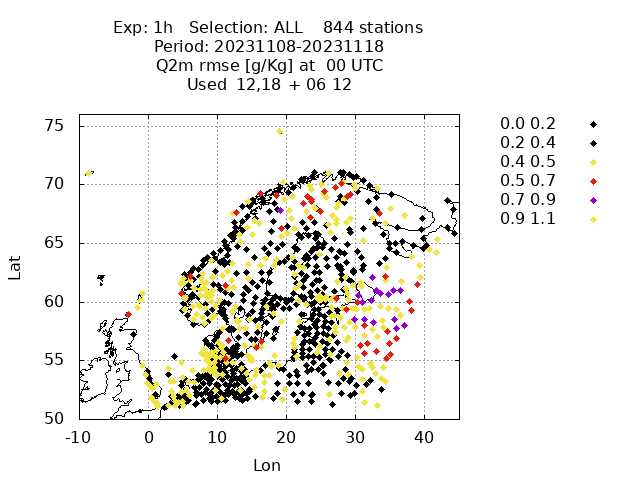 Exp: 1h   Selection: ALL    844 stations
Period: 20231108-20231118
Q2m rmse [g/Kg] at  00 UTC
Used  12,18 + 06 12
0.0 0.2
0.2 0.4
0.4 0.5
0.5 0.7
0.7 0.9
0.9 1.1
75
70
65
60
55
50
Lat
-10 0 10 20 30 40
Lon